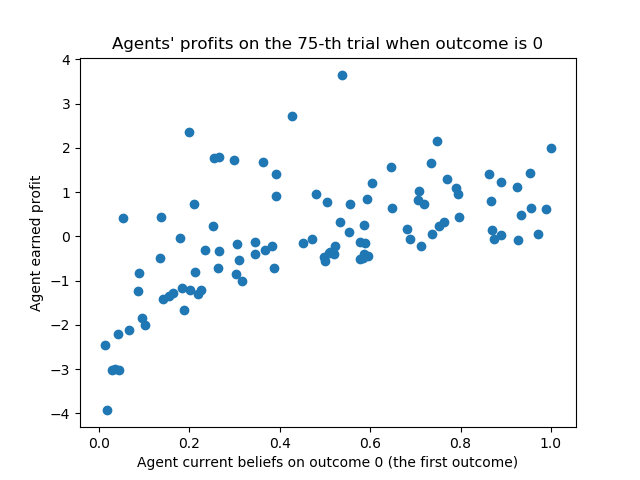 Agents' profits on the 75-th trial when outcome is 0
4
3
2
1
0
−1
−2
−3
−4
Agent earned profit
0.0 0.2 0.4 0.6 0.8 1.0
Agent current beliefs on outcome 0 (the first outcome)